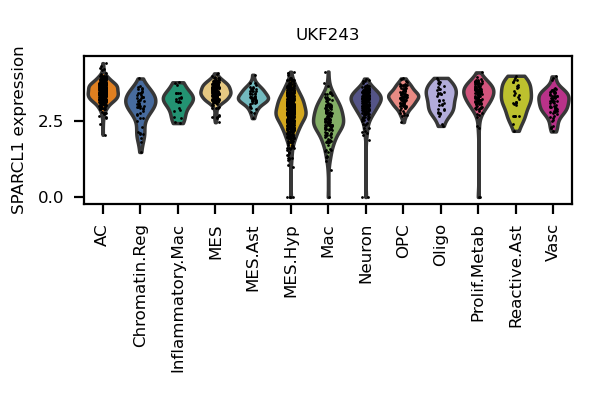 UKF243
SPARCL1 expression
2.5
0.0
AC
Chromatin.Reg
Inflammatory.Mac
MES
MES.Ast
MES.Hyp
Mac
Neuron
OPC
Oligo
Prolif.Metab
Reactive.Ast
Vasc